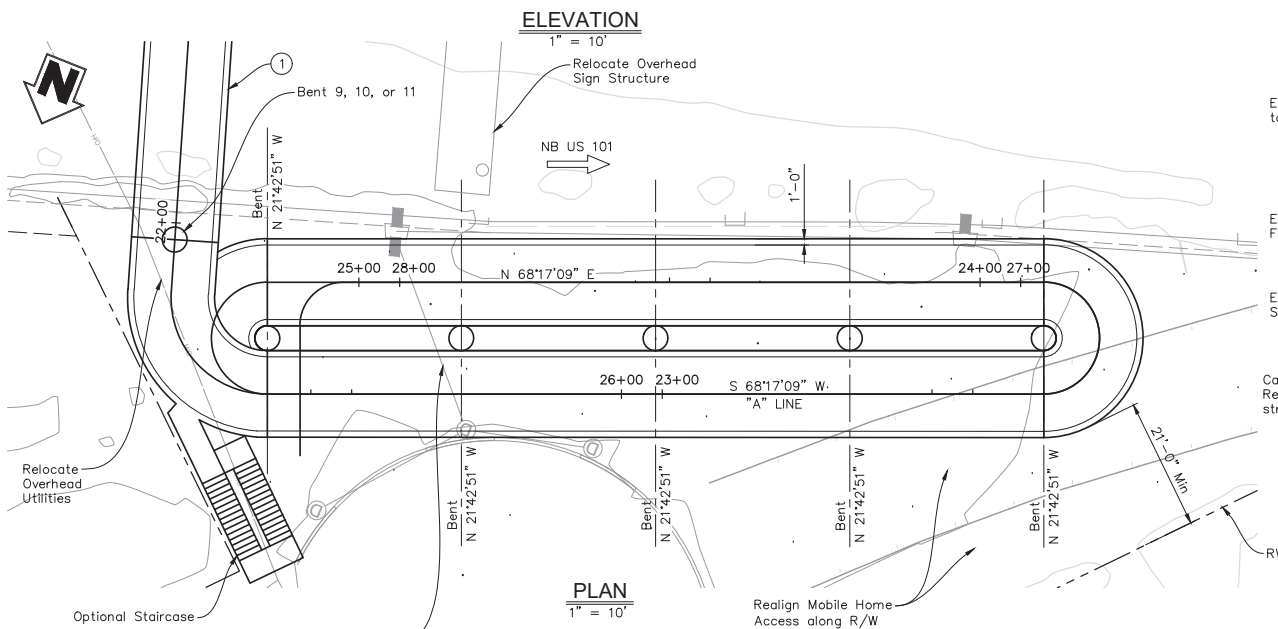 ELEVATION
1" = 10'
Relocate Overhead
Sign Structure
1
Bent 9, 10, or 11
N
OH
NB US 101
1'-0"
Bent
N 21°42'51" W
22+00
25+00 28+00
N 68°17'09" E
24+00 27+00
26+00 23+00
S 68°17'09" W
"A" LINE
21'-0" Min
Relocate
Overhead
Utilities
Bent
N 21°42'51" W
Bent
N 21°42'51" W
Bent
N 21°42'51" W
Bent
N 21°42'51" W
Optional Staircase
PLAN
1" = 10'
Realign Mobile Home
Access along R/W